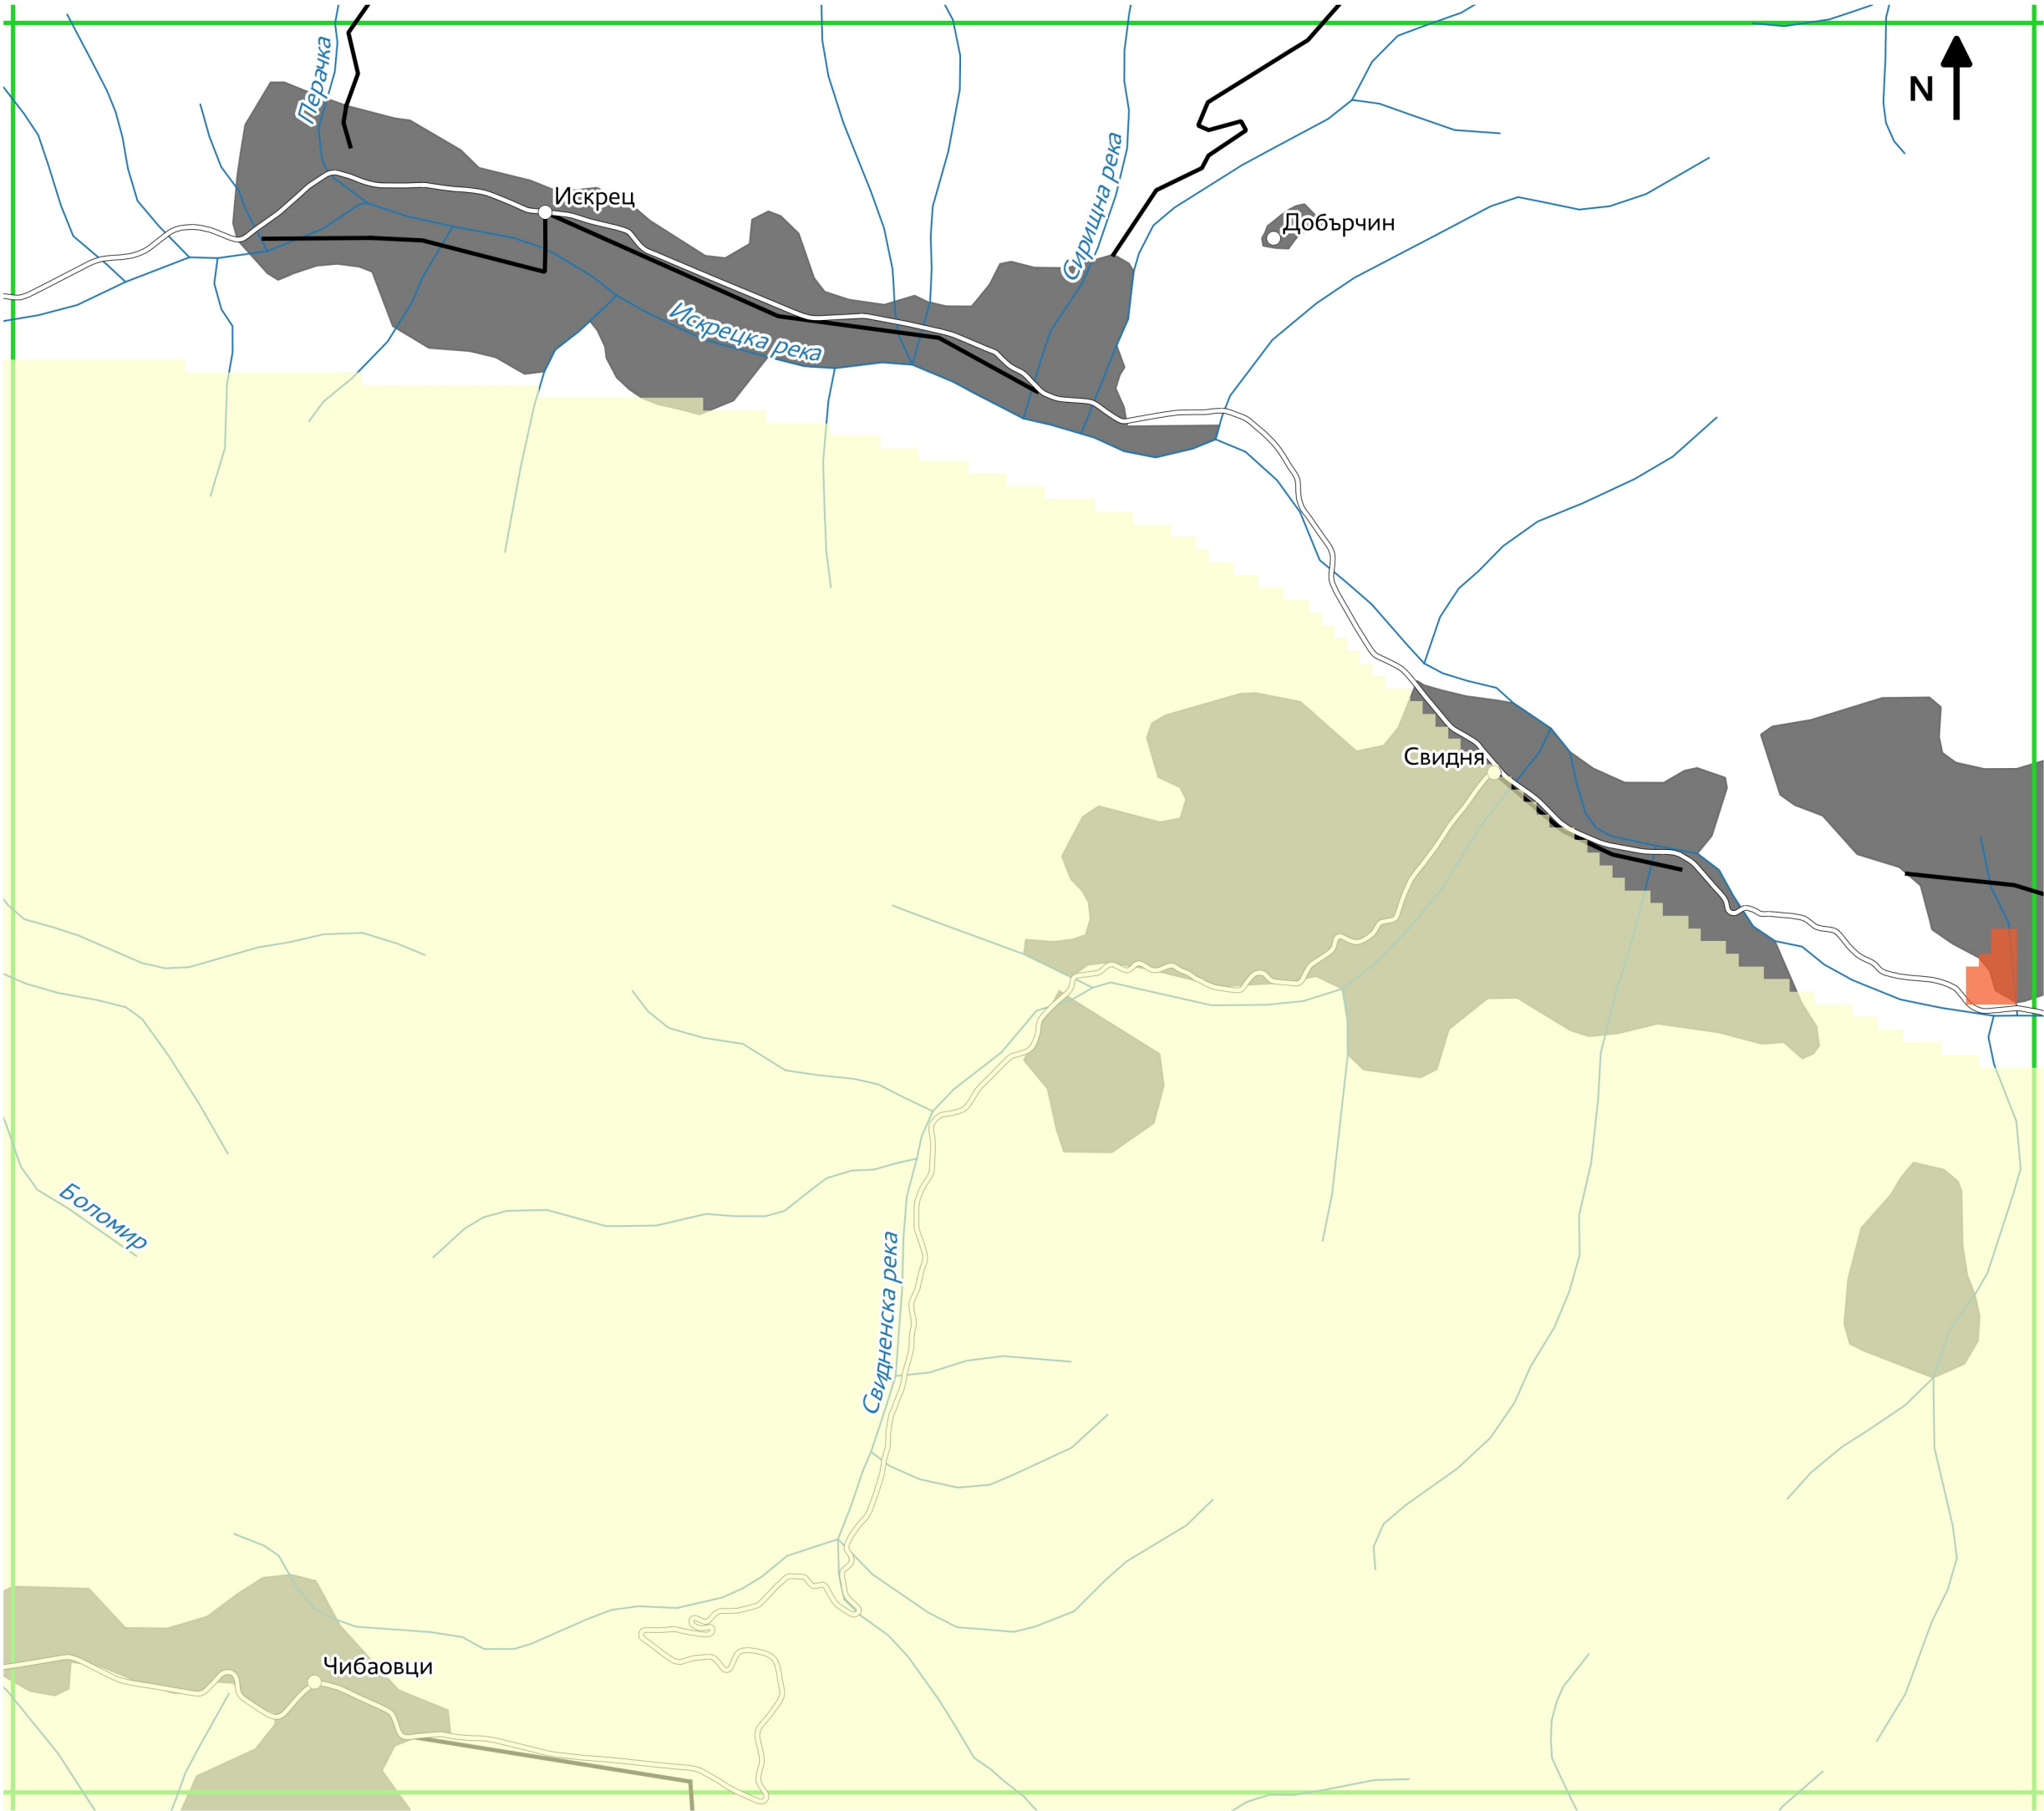 Перачка
N
Искрец
Сирищна река
Добърчин
Искрецка река
Свидня
Боломир
Свидненска река
Чибаовци